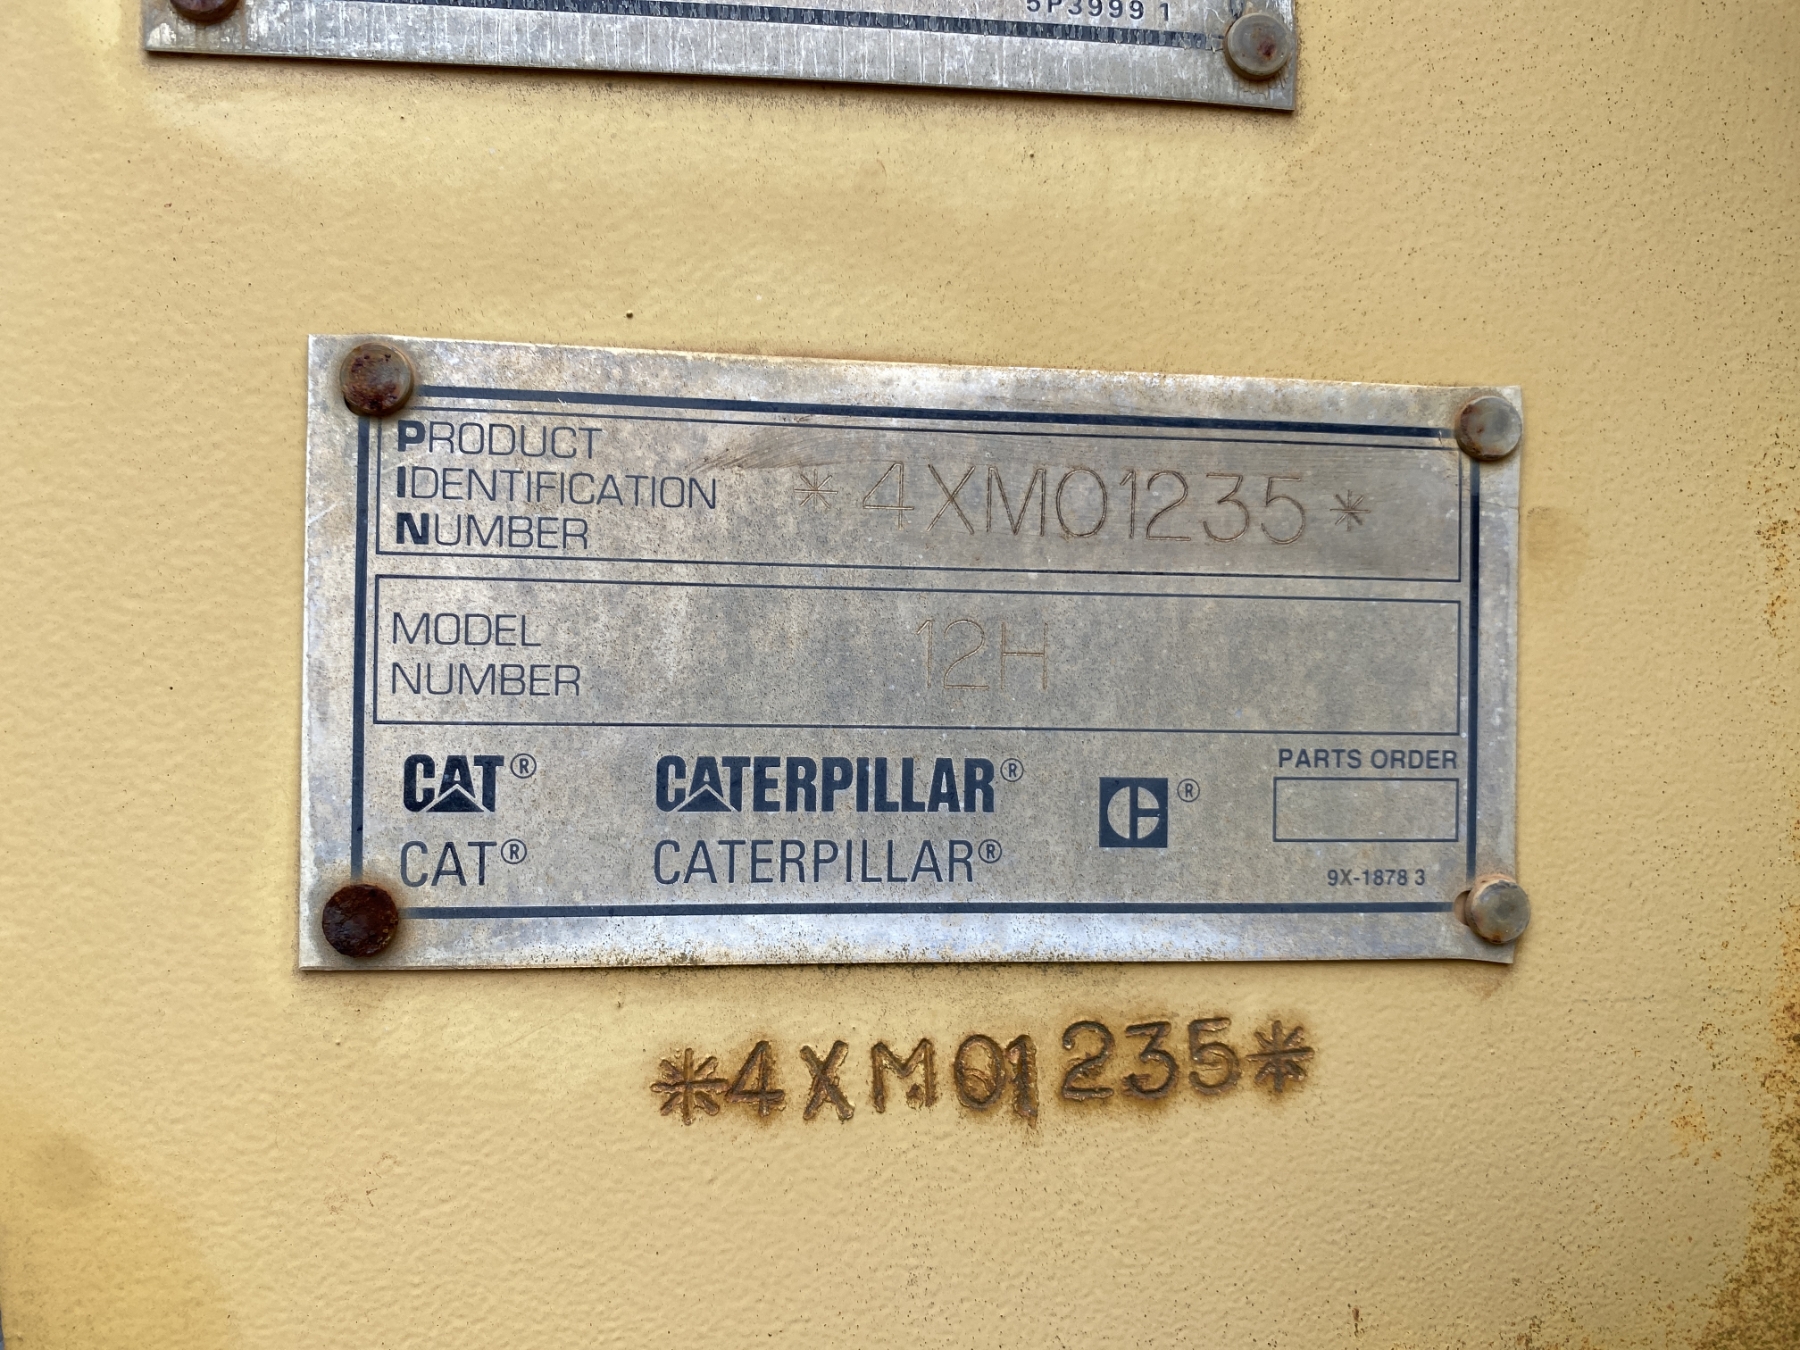 5P3999 1
PRODUCT
IDENTIFICATION
NUMBER
*4XM01235*
MODEL
NUMBER
12H
CAT® CATERPILLAR® ®
PARTS ORDER
CAT® CATERPILLAR®
9X-1878 3
*4XM01235*